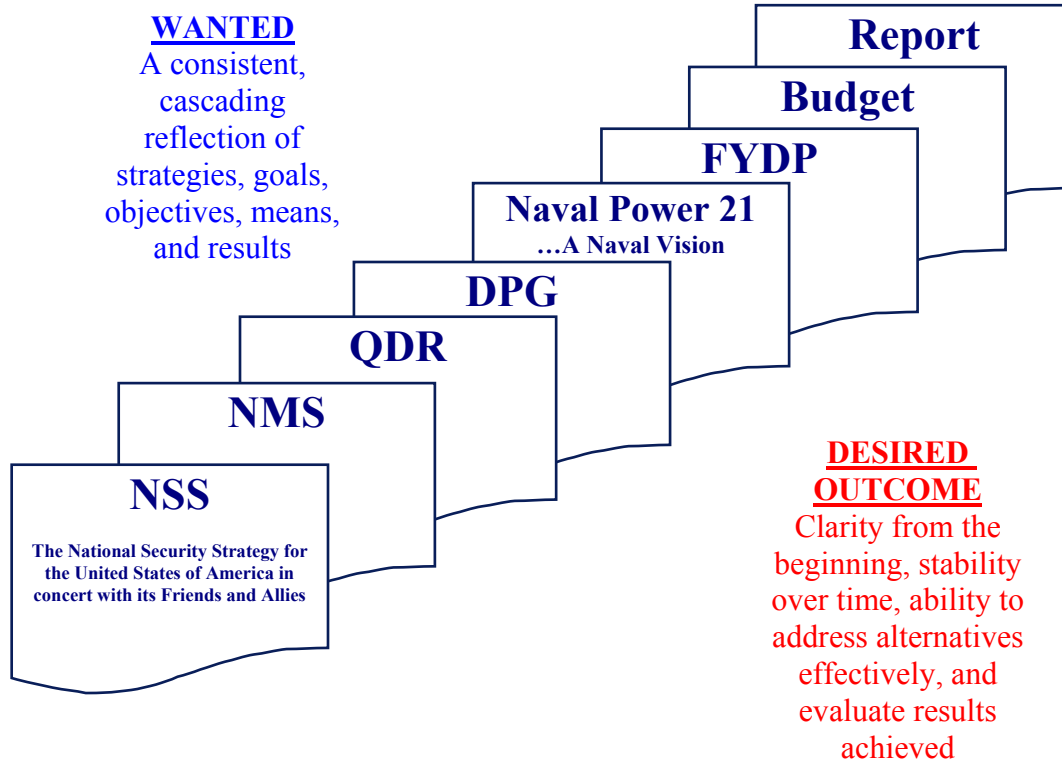 WANTED
A consistent,
cascading
reflection of
strategies, goals,
objectives, means,
and results
Report
Budget
FYDP
Naval Power 21
…A Naval Vision
DPG
QDR
NMS
NSS
The National Security Strategy for
the United States of America in
concert with its Friends and Allies
DESIRED
OUTCOME
Clarity from the
beginning, stability
over time, ability to
address alternatives
effectively, and
evaluate results
achieved